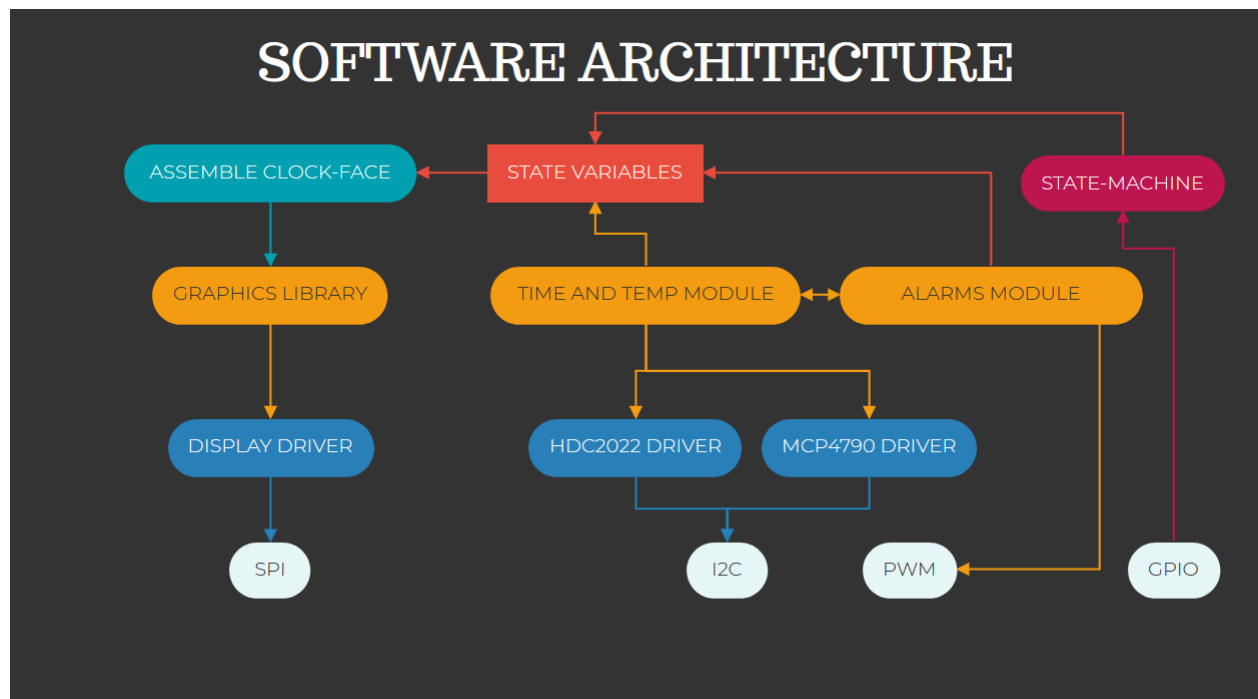 SOFTWARE ARCHITECTURE
ASSEMBLE CLOCK-FACE
STATE VARIABLES
STATE-MACHINE
GRAPHICS LIBRARY
TIME AND TEMP MODULE
ALARMS MODULE
DISPLAY DRIVER
HDC2022 DRIVER
MCP4790 DRIVER
SPI
I2C
PWM
GPIO